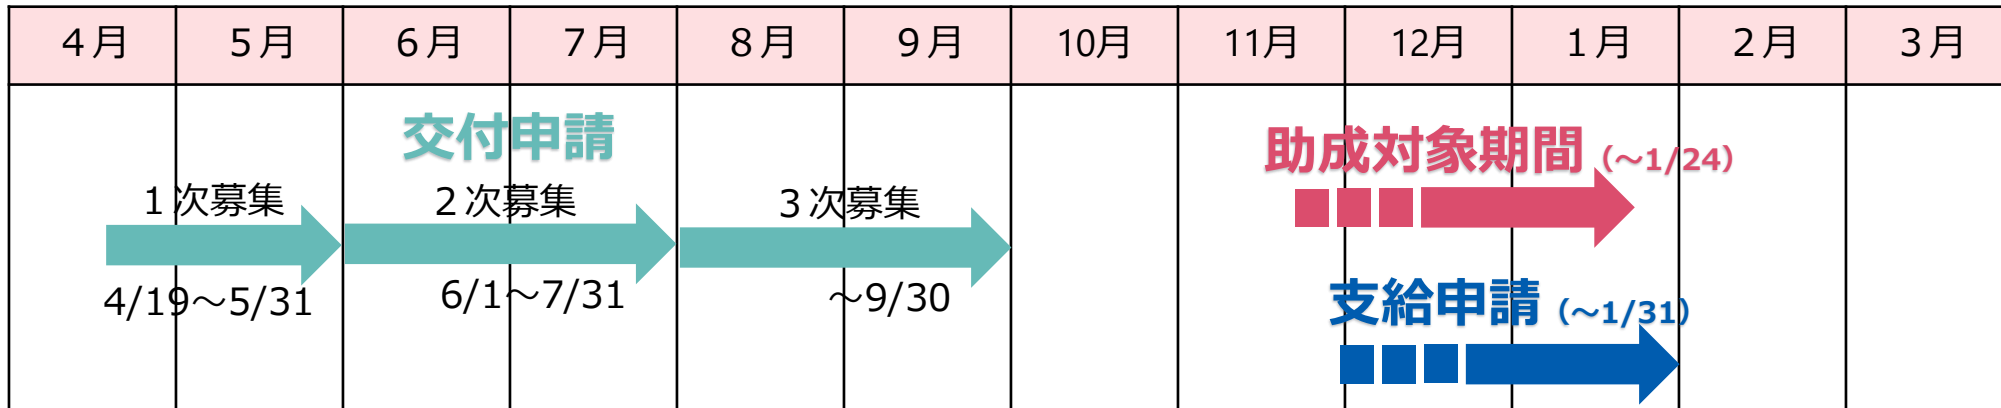 ４月 ５月 ６月 ７月 ８月 ９月 10月 11月 12月 １月 ２月 ３月
交付申請
１次募集 ２次募集 ３次募集
4/19～5/31 6/1～7/31 ～9/30
助成対象期間（～1/24）
支給申請（～1/31）